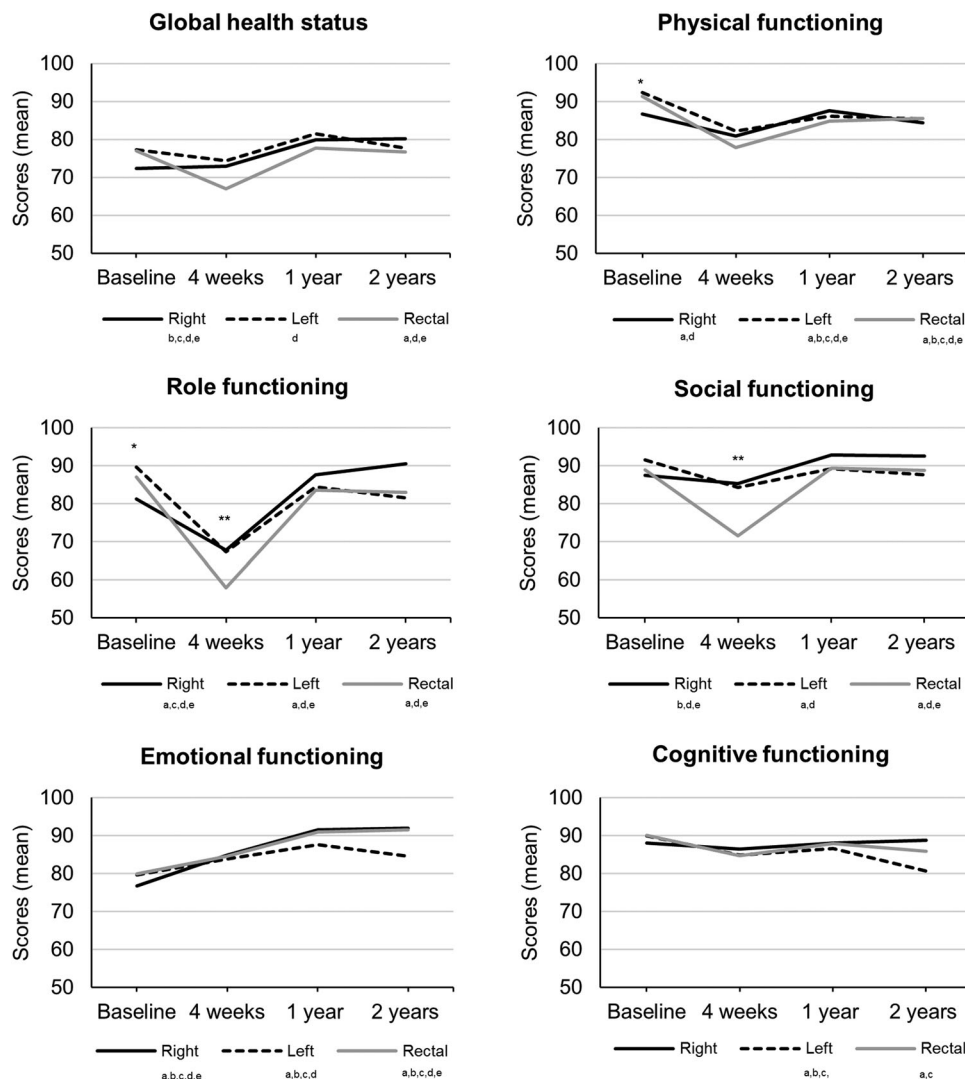 Global health status
Scores (mean)
100
90
80
70
60
50
Baseline 4 weeks 1 year 2 years
Right Left Rectal
b,c,d,e d a,d,e
Physical functioning
Scores (mean)
100
90
80
70
60
50
*
Baseline 4 weeks 1 year 2 years
Right Left Rectal
a,d a,b,c,d,e a,b,c,d,e
Role functioning
Scores (mean)
100
90
80
70
60
50
*
**
Baseline 4 weeks 1 year 2 years
Right Left Rectal
a,c,d,e a,d,e a,d,e
Social functioning
Scores (mean)
100
90
80
70
60
50
**
Baseline 4 weeks 1 year 2 years
Right Left Rectal
b,d,e a,d a,d,e
Emotional functioning
Scores (mean)
100
90
80
70
60
50
Baseline 4 weeks 1 year 2 years
Right Left Rectal
a,b,c,d,e a,b,c,d a,b,c,d,e
Cognitive functioning
Scores (mean)
100
90
80
70
60
50
Baseline 4 weeks 1 year 2 years
Right Left Rectal
a,b,c, a,c